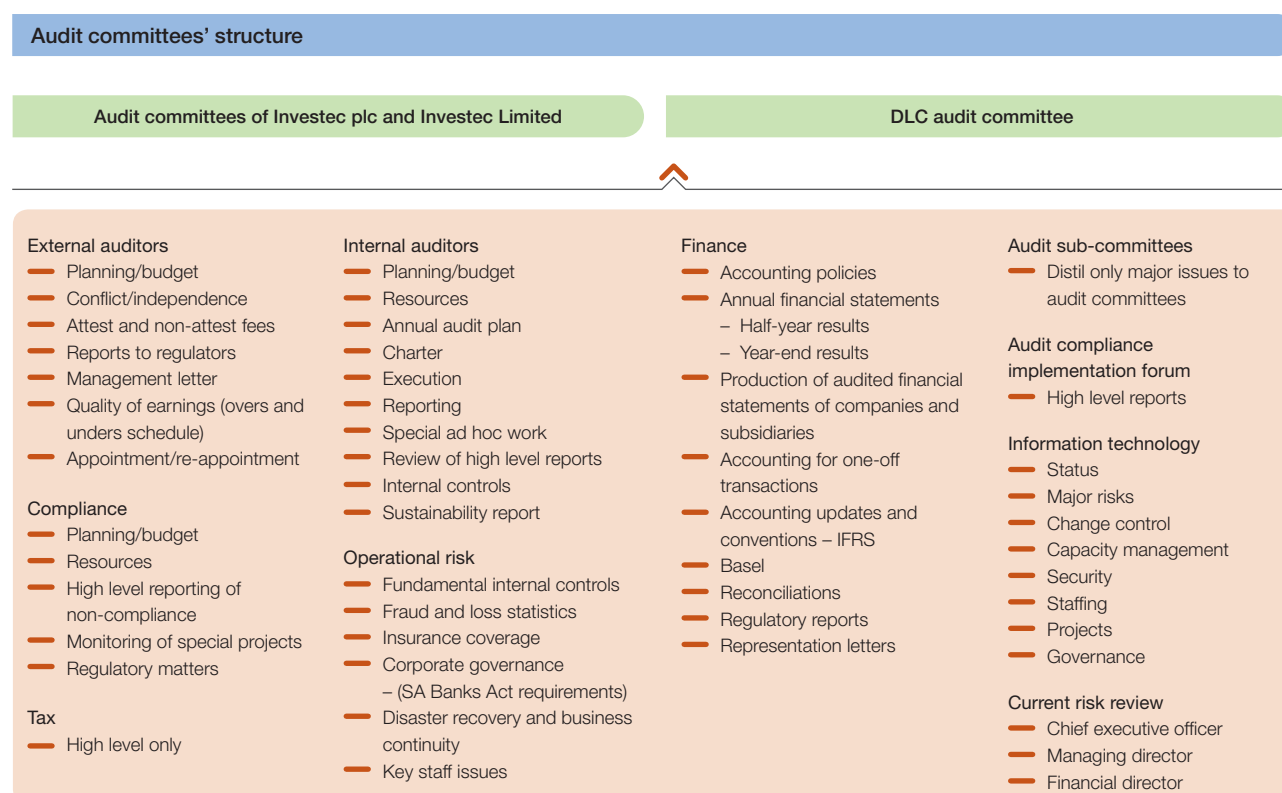 Audit committees' structure
Audit committees of Investec plc and Investec Limited
DLC audit committee
External auditors
Planning/budget
Conflict/independence
Attest and non-attest fees
Reports to regulators
Management letter
Quality of earnings (overs and
unders schedule)
Appointment/re-appointment
Compliance
Planning/budget
Resources
High level reporting of
non-compliance
Monitoring of special projects
Regulatory matters
Tax
High level only
Internal auditors
Planning/budget
Resources
Annual audit plan
Charter
Execution
Reporting
Special ad hoc work
Review of high level reports
Internal controls
Sustainability report
Operational risk
Fundamental internal controls
Fraud and loss statistics
Insurance coverage
Corporate governance
– (SA Banks Act requirements)
Disaster recovery and business
continuity
Key staff issues
Finance
Accounting policies
Annual financial statements
– Half-year results
– Year-end results
Production of audited financial
statements of companies and
subsidiaries
Accounting for one-off
transactions
Accounting updates and
conventions – IFRS
Basel
Reconciliations
Regulatory reports
Representation letters
Audit sub-committees
Distil only major issues to
audit committees
Audit compliance
implementation forum
High level reports
Information technology
Status
Major risks
Change control
Capacity management
Security
Staffing
Projects
Governance
Current risk review
Chief executive officer
Managing director
Financial director